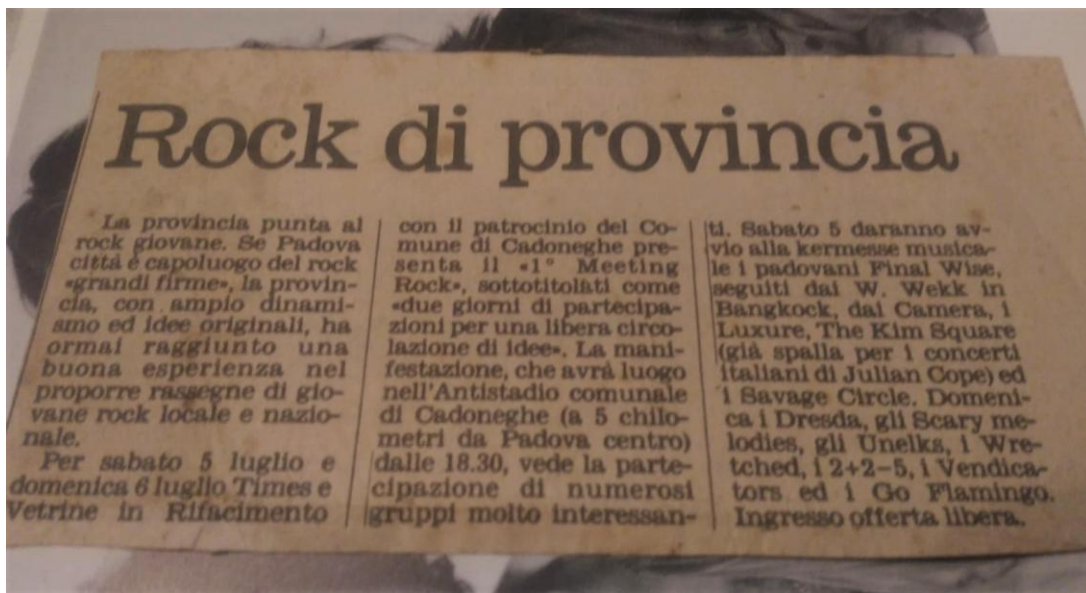 Rock di provincia
La provincia punta al
rock giovane. Se Padova
città è capoluogo del rock
«grandi firme», la provin-
cia, con ampio dinami-
smo ed idee originali, ha
ormai raggiunto una
buona esperienza nel
proporre rassegne di gio-
vane rock locale e nazio-
nale.
Per sabato 5 luglio e
domenica 6 luglio Times e
Vetrine in Rifacimento
con il patrocinio del Co-
mune di Cadoneghe pre-
senta il «1° Meeting
Rock», sottotitolati come
«due giorni di partecipa-
zioni per una libera circo-
lazione di idee». La mani-
festazione, che avrà luogo
nell'Antistadio comunale
di Cadoneghe (a 5 chilo-
metri da Padova centro)
dalle 18.30, vede la parte-
cipazione di numerosi
gruppi molto interessan-
ti. Sabato 5 daranno av-
vio alla kermesse musica-
le i padovani Final Wise,
seguiti dai W. Wekk in
Bangkock, dai Camera, i
Luxure, The Kim Square
(già spalla per i concerti
italiani di Julian Cope) ed
i Savage Circle. Domeni-
ca i Dresda, gli Scary me-
lodies, gli Unelks, i Wre-
tched, i 2+2-5, i Vendica-
tors ed i Go Flamingo.
Ingresso offerta libera.